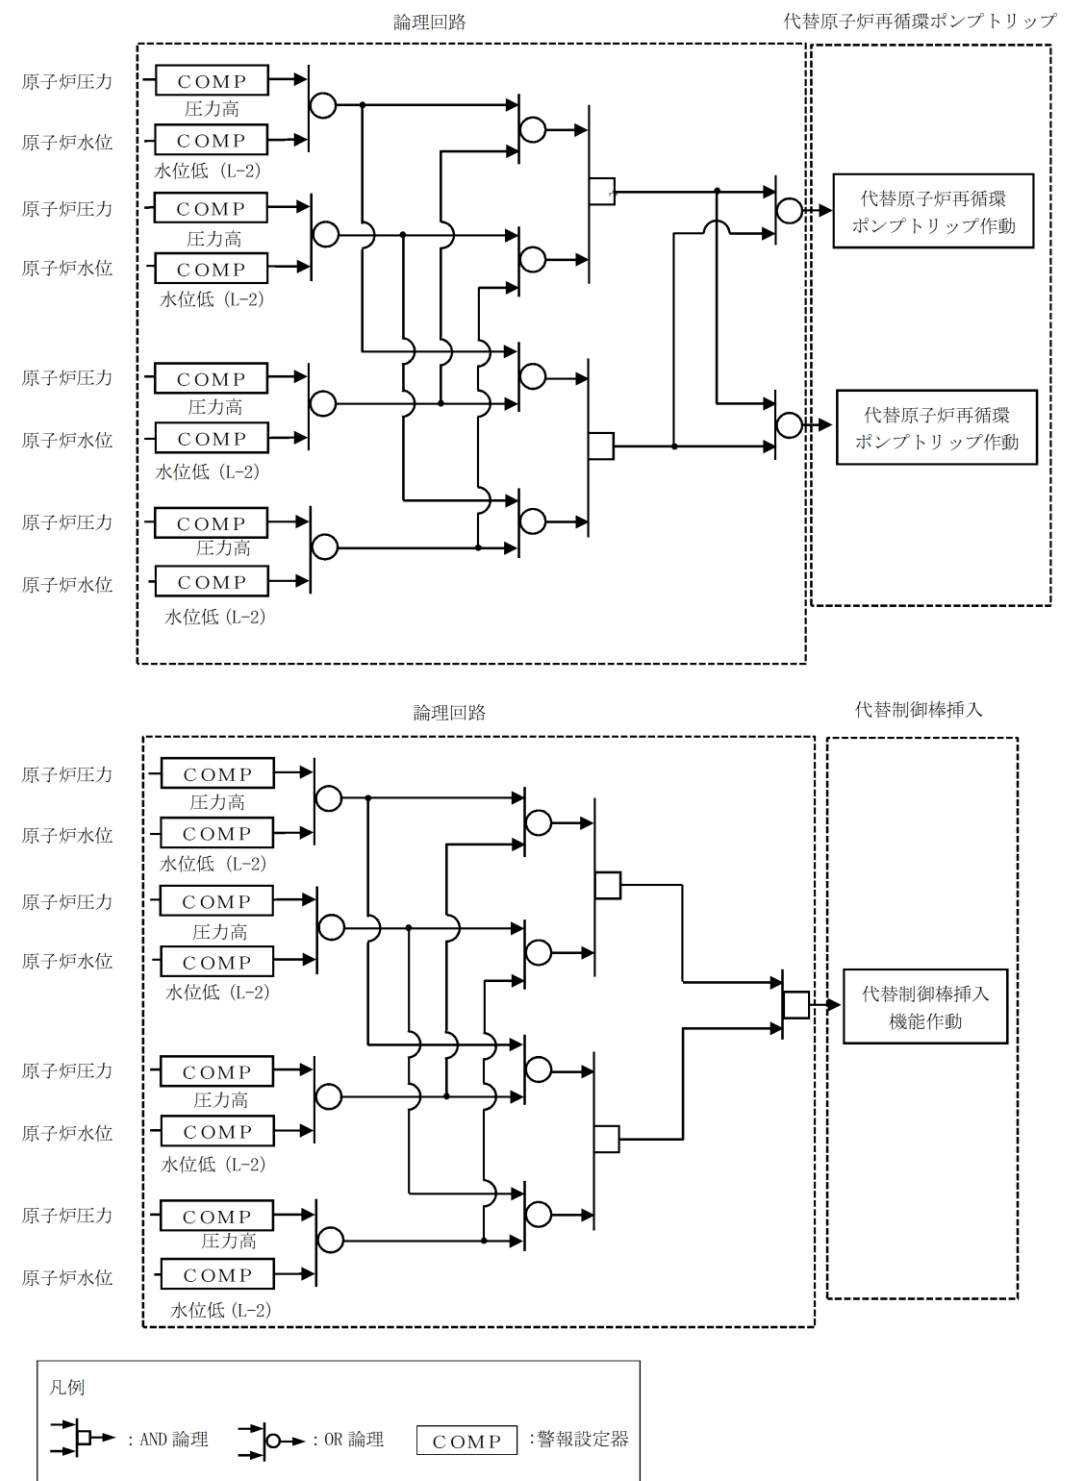 論理回路
代替原子炉再循環ポンプトリップ
原子炉圧力
COMP
圧力高
原子炉水位
COMP
水位低 (L-2)
原子炉圧力
COMP
圧力高
原子炉水位
COMP
水位低 (L-2)
代替原子炉再循環
ポンプトリップ作動
原子炉圧力
COMP
圧力高
原子炉水位
COMP
水位低 (L-2)
代替原子炉再循環
ポンプトリップ作動
原子炉圧力
COMP
圧力高
原子炉水位
COMP
水位低 (L-2)
論理回路
代替制御棒挿入
原子炉圧力
COMP
圧力高
原子炉水位
COMP
水位低 (L-2)
原子炉圧力
COMP
圧力高
原子炉水位
COMP
水位低 (L-2)
代替制御棒挿入
機能作動
原子炉圧力
COMP
圧力高
原子炉水位
COMP
水位低 (L-2)
原子炉圧力
COMP
圧力高
原子炉水位
COMP
水位低 (L-2)
凡例
：AND 論理
：OR 論理
COMP
：警報設定器